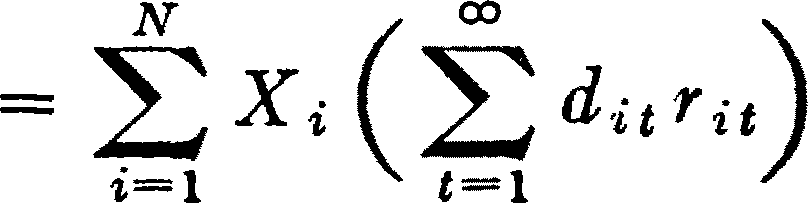 = \sum_{i=1}^{N} X_i \left( \sum_{t=1}^{\infty} d_{it} r_{it} \right)